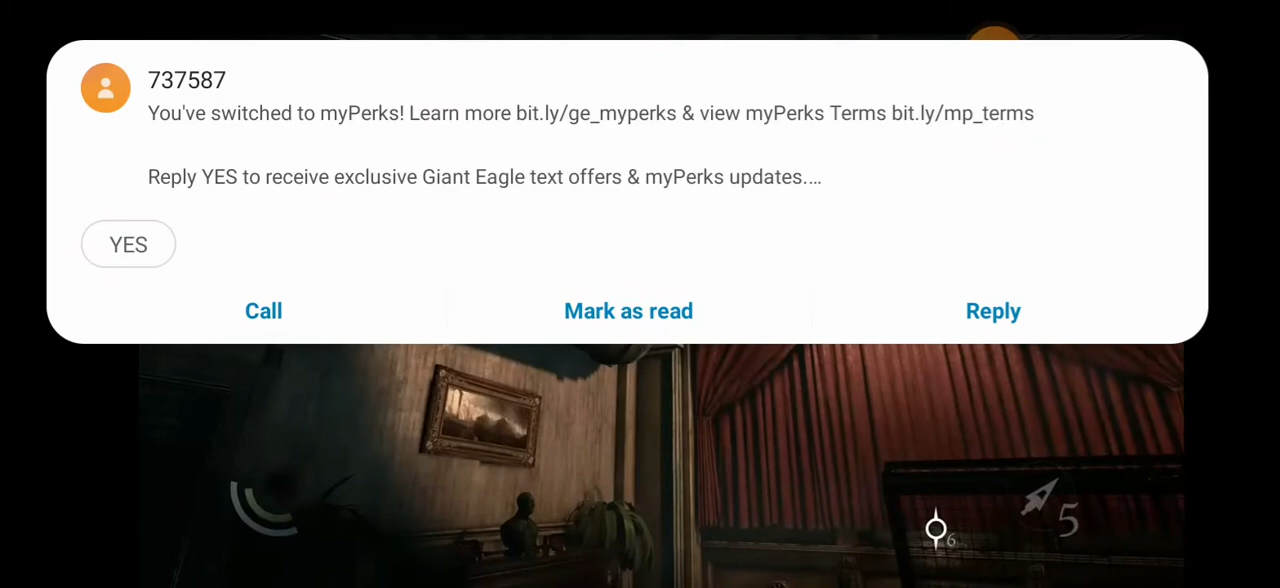 737587
You've switched to myPerks! Learn more bit.ly/ge_myperks & view myPerks Terms bit.ly/mp_terms
Reply YES to receive exclusive Giant Eagle text offers & myPerks updates....
YES
Call Mark as read Reply
5
6